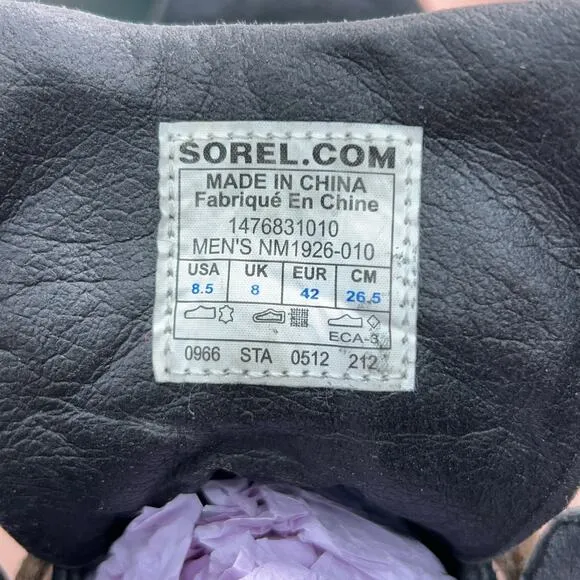 SOREL.COM
MADE IN CHINA
Fabriqué En Chine
1476831010
MEN'S NM1926-010
USA UK EUR CM
8.5 8 42 26.5
ECA-3
0966 STA 0512 212